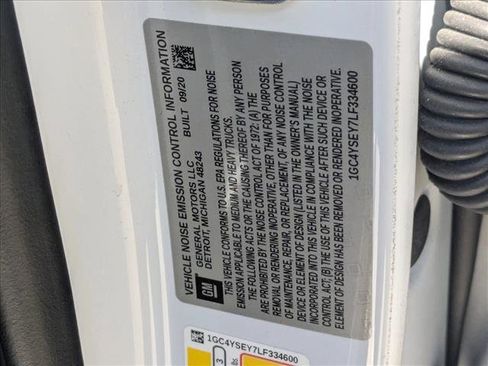 VEHICLE NOISE EMISSION CONTROL INFORMATION
GM
GENERAL MOTORS LLC
DETROIT, MICHIGAN 48243
BUILT 09/20
THIS VEHICLE CONFORMS TO U.S. EPA REGULATIONS FOR NOISE
EMISSION APPLICABLE TO MEDIUM AND HEAVY TRUCKS.
THE FOLLOWING ACTS OR THE CAUSING THEREOF BY ANY PERSON
ARE PROHIBITED BY THE NOISE CONTROL ACT OF 1972: (A) THE
REMOVAL OR RENDERING INOPERATIVE, OTHER THAN FOR PURPOSES
OF MAINTENANCE, REPAIR, OR REPLACEMENT, OF ANY NOISE CONTROL
DEVICE OR ELEMENT OF DESIGN (LISTED IN THE OWNER'S MANUAL)
INCORPORATED INTO THIS VEHICLE IN COMPLIANCE WITH THE NOISE
CONTROL ACT, (B) THE USE OF THIS VEHICLE AFTER SUCH DEVICE OR
ELEMENT OF DESIGN HAS BEEN REMOVED OR RENDERED INOPERATIVE.
1GC4YSEY7LF334600
1GC4YSEY7LF334600
3
lbs